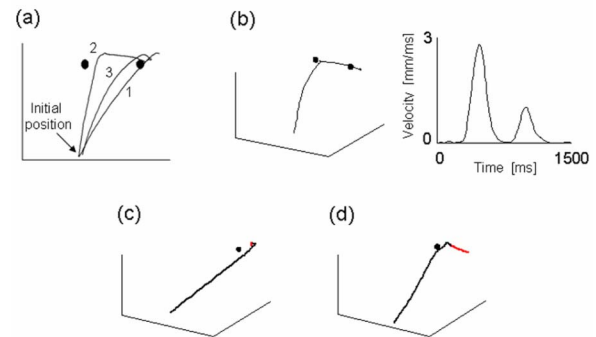 (a)
2
3
1
Initial
position
(b)
3
Velocity [mm/ms]
0
0
1500
Time [ms]
(c)
(d)